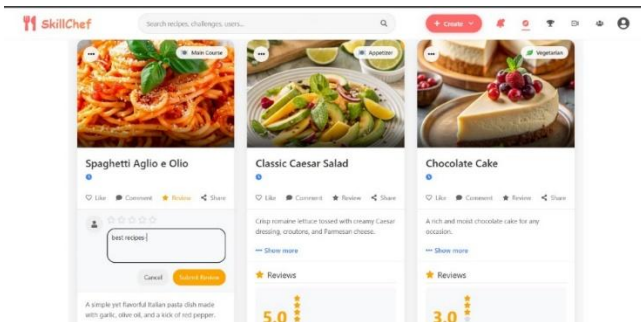 SkillChef
Search recipes, challenges, users...
+ Create
Main Course
Appetizer
Vegetarian
Spaghetti Aglio e Olio
Classic Caesar Salad
Chocolate Cake
Like Comment Review Share
Like Comment Review Share
Like Comment Review Share
best recipes
Cancel Submit Review
A simple yet flavorful Italian pasta dish made
with garlic, olive oil, and a kick of red pepper.
Crisp romaine lettuce tossed with creamy Caesar
dressing, croutons, and Parmesan cheese.
••• Show more
Reviews
5.0
A rich and moist chocolate cake for any
occasion.
••• Show more
Reviews
3.0